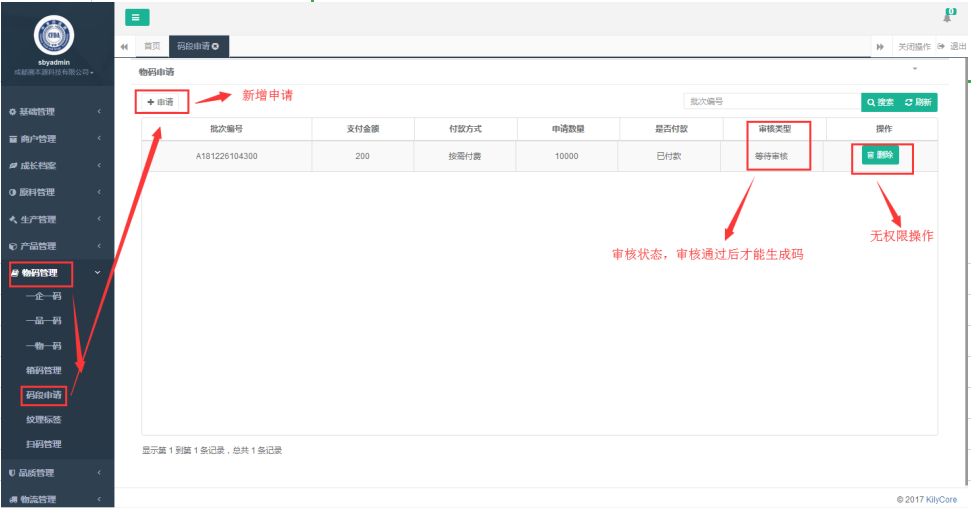 CFDA
0
sbyadmin
成都溯本源科技有限公司
首页
码段申请
关闭操作
退出
物码申请
申请
新增申请
批次编号
搜索
刷新
批次编号 支付金额 付款方式 申请数量 是否付款 审核类型 操作
A181226104300 200 按需付费 10000 已付款 等待审核 删除
审核状态，审核通过后才能生成码
无权限操作
基础管理
商户管理
成长档案
原料管理
生产管理
产品管理
物码管理
一企一码
一品一码
一物一码
箱码管理
码段申请
纹理标签
扫码管理
品质管理
物流管理
显示第 1 到第 1 条记录，总共 1 条记录
© 2017 KilyCore